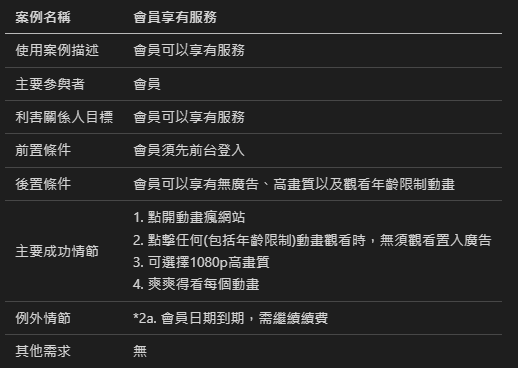 案例名稱 會員享有服務
使用案例描述 會員可以享有服務
主要參與者 會員
利害關係人目標 會員可以享有服務
前置條件 會員須先前台登入
後置條件 會員可以享有無廣告、高畫質以及觀看年齡限制動畫
主要成功情節
1. 點開動畫瘋網站
2. 點擊任何(包括年齡限制)動畫觀看時，無須觀看置入廣告
3. 可選擇1080p高畫質
4. 爽爽得看每個動畫
例外情節 *2a. 會員日期到期，需繼續續費
其他需求 無